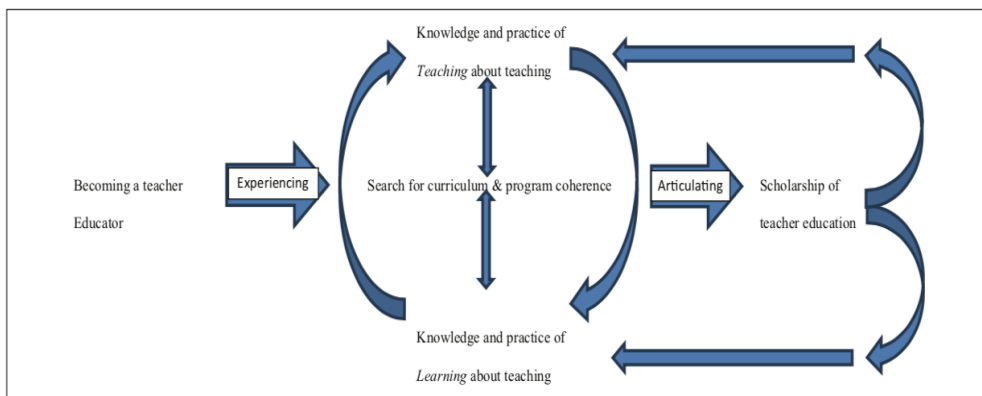 Knowledge and practice of
Teaching about teaching
Becoming a teacher
Educator
Experiencing
Search for curriculum & program coherence
Articulating
Scholarship of
teacher education
Knowledge and practice of
Learning about teaching